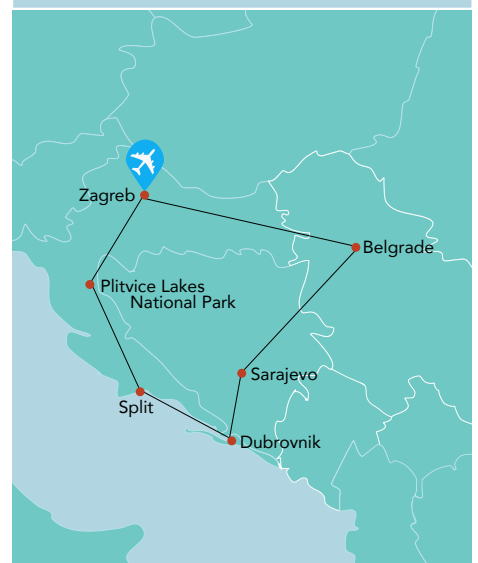 Zagreb
Belgrade
Plitvice Lakes
National Park
Sarajevo
Split
Dubrovnik